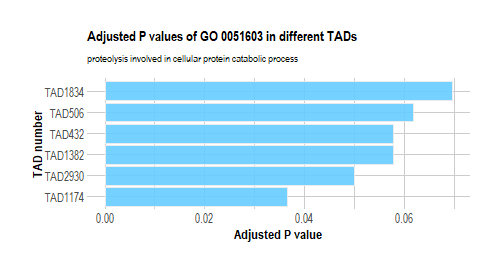 Adjusted P values of GO 0051603 in different TADs
proteolysis involved in cellular protein catabolic process
TAD number
TAD1834
TAD506
TAD432
TAD1382
TAD2930
TAD1174
0.00 0.02 0.04 0.06
Adjusted P value